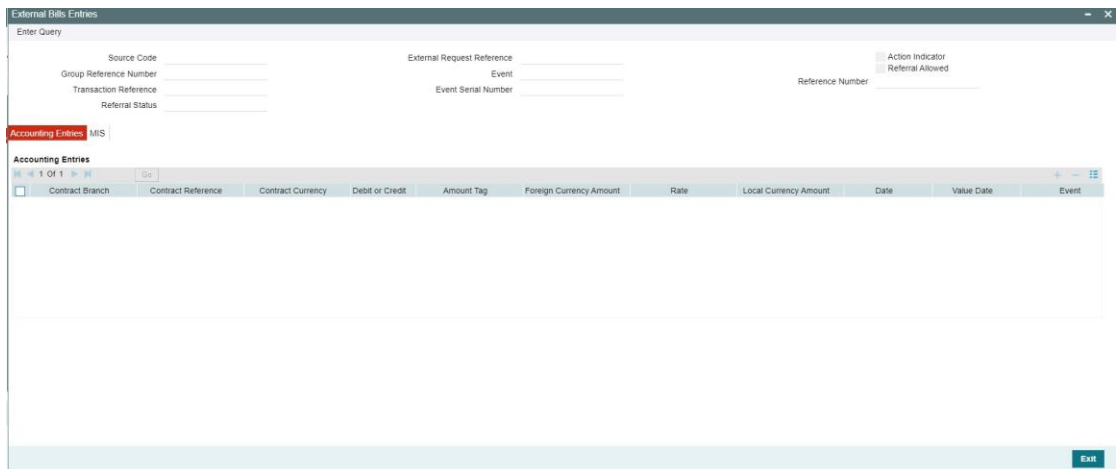 External Bills Entries
Enter Query
Source Code
External Request Reference
Action Indicator
Group Reference Number
Event
Referral Allowed
Transaction Reference
Event Serial Number
Reference Number
Referral Status
Accounting Entries MIS
Accounting Entries
1 Of 1 Go
Contract Branch Contract Reference Contract Currency Debit or Credit Amount Tag Foreign Currency Amount Rate Local Currency Amount Date Value Date Event
Exit